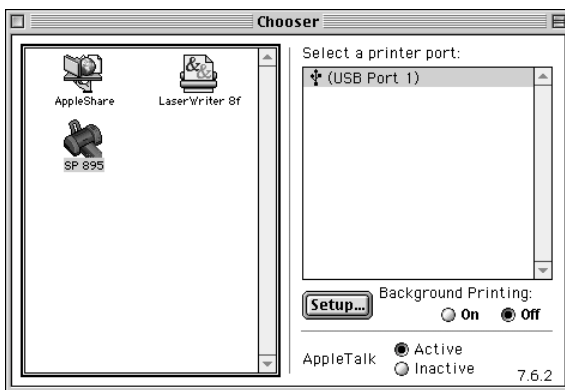 Chooser
AppleShare
LaserWriter 8f
SP 895
Select a printer port:
(USB Port 1)
Setup...
Background Printing:
On Off
AppleTalk
Active
Inactive
7.6.2